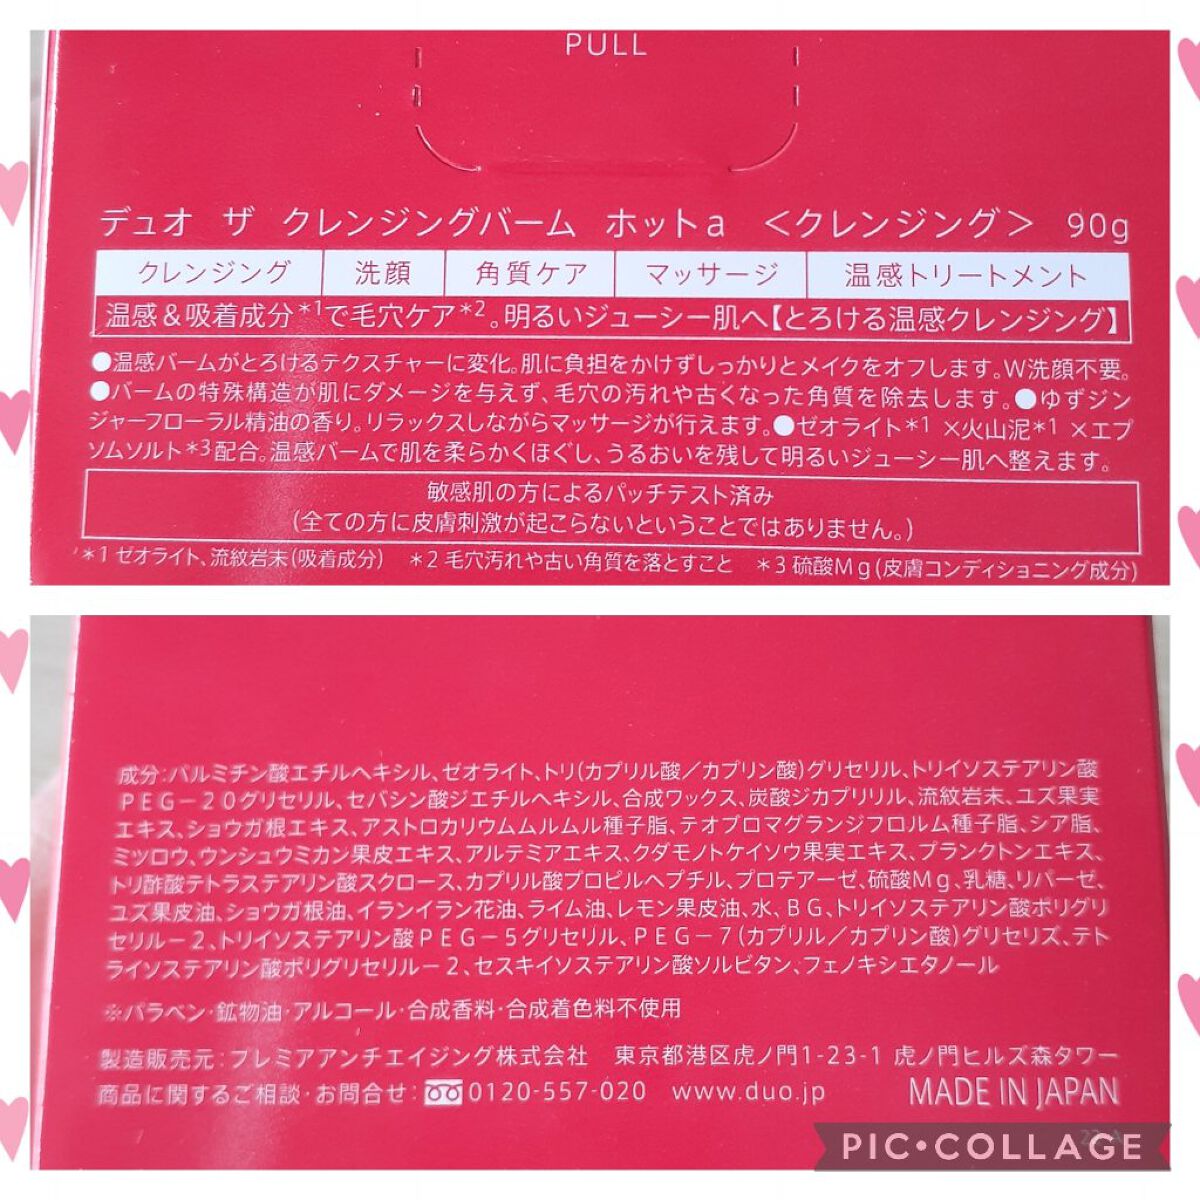 PULL
デュオ ザ クレンジングバーム ホットa <クレンジング> 90g
クレンジング 洗顔 角質ケア マッサージ 温感トリートメント
温感&吸着成分*1で毛穴ケア*2。明るいジューシー肌へ【とろける温感クレンジング】
●温感バームがとろけるテクスチャーに変化。肌に負担をかけずしっかりとメイクをオフします。W洗顔不要。
●バームの特殊構造が肌にダメージを与えず、毛穴の汚れや古くなった角質を除去します。●ゆずジン
ジャーフローラル精油の香り。リラックスしながらマッサージが行えます。●ゼオライト*1 ×火山泥*1 ×エプ
ソムソルト*3配合。温感バームで肌を柔らかくほぐし、うるおいを残して明るいジューシー肌へ整えます。
敏感肌の方によるパッチテスト済み
(全ての方に皮膚刺激が起こらないということではありません。)
*1 ゼオライト、流紋岩末(吸着成分) *2 毛穴汚れや古い角質を落とすこと *3 硫酸Mg(皮膚コンディショニング成分)
成分:パルミチン酸エチルヘキシル、ゼオライト、トリ(カプリル酸/カプリン酸)グリセリル、トリイソステアリン酸
PEG-20グリセリル、セバシン酸ジエチルヘキシル、合成ワックス、炭酸ジカプリリル、流紋岩末、ユズ果実
エキス、ショウガ根エキス、アストロカリウムムルムル種子脂、テオブロマグランジフロルム種子脂、シア脂、
ミツロウ、ウンシュウミカン果皮エキス、アルテミアエキス、クダモノトケイソウ果実エキス、プランクトンエキス、
トリ酢酸テトラステアリン酸スクロース、カプリル酸プロピルヘプチル、プロテアーゼ、硫酸Mg、乳糖、リパーゼ、
ユズ果皮油、ショウガ根油、イランイラン花油、ライム油、レモン果皮油、水、BG、トリイソステアリン酸ポリグリ
セリル-2、トリイソステアリン酸PEG-5グリセリル、PEG-7(カプリル/カプリン酸)グリセリズ、テト
ライソステアリン酸ポリグリセリル-2、セスキイソステアリン酸ソルビタン、フェノキシエタノール
※パラベン・鉱物油・アルコール・合成香料・合成着色料不使用
製造販売元:プレミアアンチエイジング株式会社 東京都港区虎ノ門1-23-1 虎ノ門ヒルズ森タワー
商品に関するご相談・お問合せ: 0120-557-020 www.duo.jp MADE IN JAPAN
PIC•COLLAGE